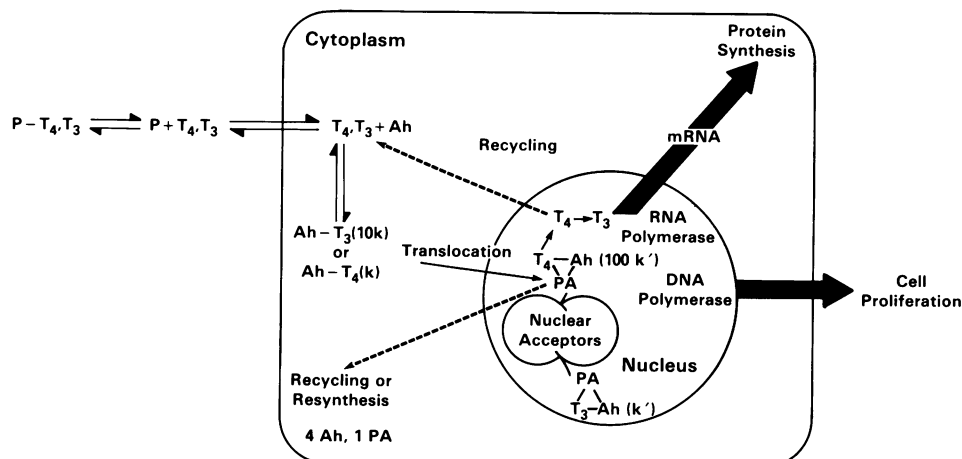 Cytoplasm
Protein
Synthesis
mRNA
P – T₄,T₃
P + T₄,T₃
T₄,T₃ + Ah
Recycling
T₄→T₃
RNA
Polymerase
Ah – T₃(10k)
or
Ah – T₄(k)
Translocation
T₄—Ah (100 k′)
PA
DNA
Polymerase
Cell
Proliferation
Nuclear
Acceptors
Nucleus
Recycling or
Resynthesis
4 Ah, 1 PA
PA
T₃—Ah (k′)